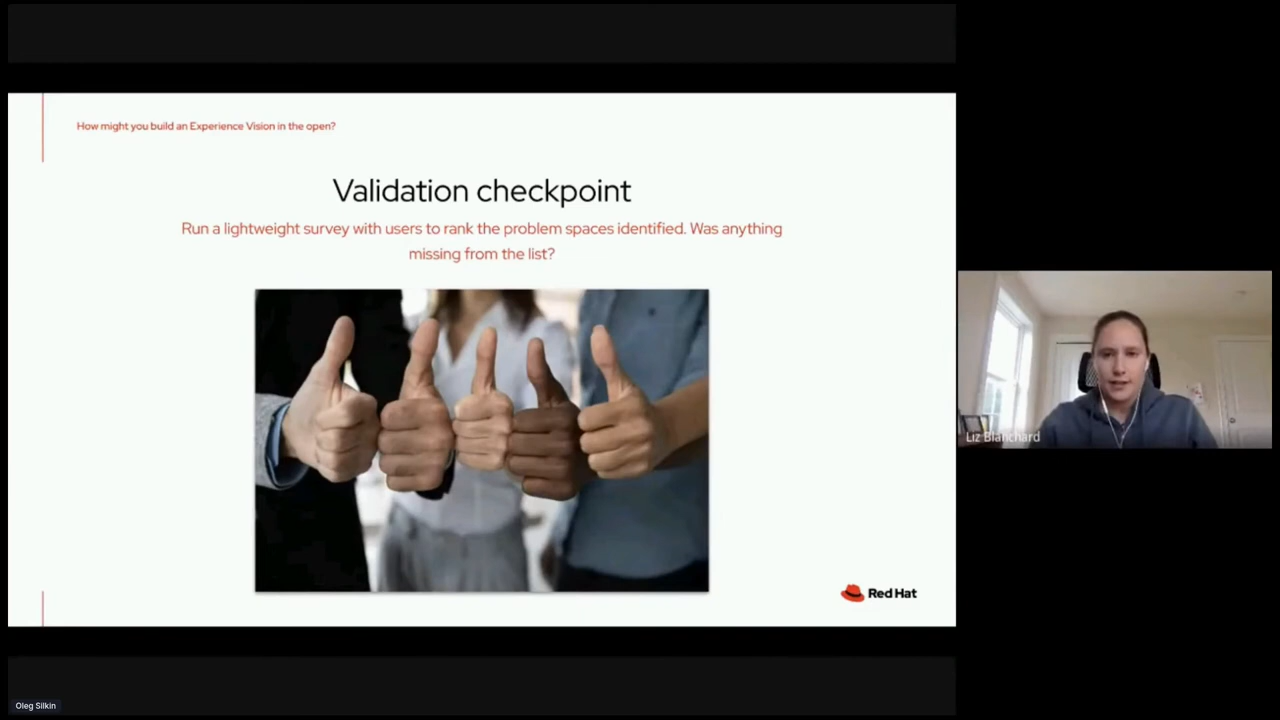 How might you build an Experience Vision in the open?
Validation checkpoint
Run a lightweight survey with users to rank the problem spaces identified. Was anything
missing from the list?
Red Hat
Liz Blanchard
Oleg Silkin